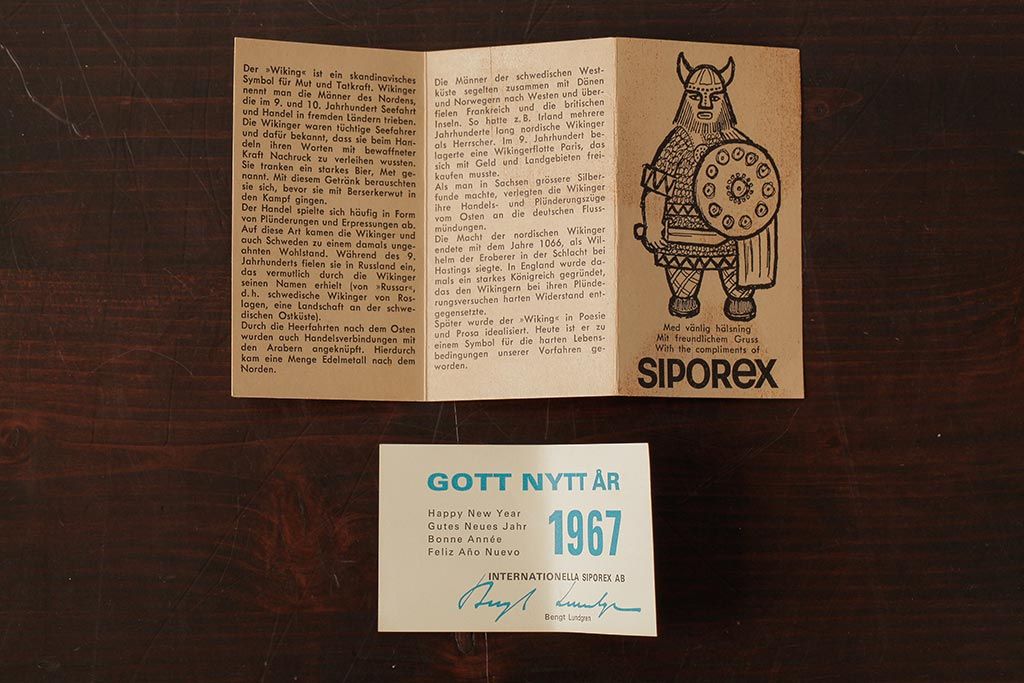 Der »Wiking« ist ein skandinavisches
Symbol für Mut und Tatkraft. Wikinger
nennt man die Männer des Nordens,
die im 9. und 10. Jahrhundert Seefahrt
und Handel in fremden Ländern trieben.
Die Wikinger waren tüchtige Seefahrer
und dafür bekannt, dass sie beim Han-
deln ihren Worten mit bewaffneter
Kraft Nachruck zu verleihen wussten.
Sie tranken ein starkes Bier, Met ge-
nannt. Mit diesem Getränk berauschten
sie sich, bevor sie mit Berserkerwut in
den Kampf gingen.
Der Handel spielte sich häufig in Form
von Plünderungen und Erpressungen ab.
Auf diese Art kamen die Wikinger und
auch Schweden zu einem damals unge-
ahnten Wohlstand. Während des 9.
Jahrhunderts fielen sie in Russland ein,
das vermutlich durch die Wikinger
seinen Namen erhielt (von »Russar«,
d.h. schwedische Wikinger von Ros-
lagen, eine Landschaft an der schwe-
dischen Ostküste).
Durch die Heerfahrten nach dem Osten
wurden auch Handelsverbindungen mit
den Arabern angeknüpft. Hierdurch
kam eine Menge Edelmetall nach dem
Norden.
Die Männer der schwedischen West-
küste segelten zusammen mit Dänen
und Norwegern nach Westen und über-
fielen Frankreich und die britischen
Inseln. So hatte z.B. Irland mehrere
Jahrhunderte lang nordische Wikinger
als Herrscher. Im 9. Jahrhundert be-
lagerte eine Wikingerflotte Paris, das
sich mit Geld und Landgebieten frei-
kaufen musste.
Als man in Sachsen grössere Silber-
funde machte, verlegten die Wikinger
ihre Handels- und Plünderungszüge
vom Osten an die deutschen Fluss-
mündungen.
Die Macht der nordischen Wikinger
endete mit dem Jahre 1066, als Wil-
helm der Eroberer in der Schlacht bei
Hastings siegte. In England wurde da-
mals ein starkes Königreich gegründet,
das den Wikingern bei ihren Plünde-
rungsversuchen harten Widerstand ent-
gegensetzte.
Später wurde der »Wiking« in Poesie
und Prosa idealisiert. Heute ist er zu
einem Symbol für die harten Lebens-
bedingungen unserer Vorfahren ge-
worden.
Med vänlig hälsning
Mit freundlichem Gruss
With the compliments of
SIPOREX
GOTT NYTT ÅR
Happy New Year
Gutes Neues Jahr
Bonne Année
Feliz Año Nuevo
1967
INTERNATIONELLA SIPOREX AB
Bengt Lundgren
Bengt Lundgren